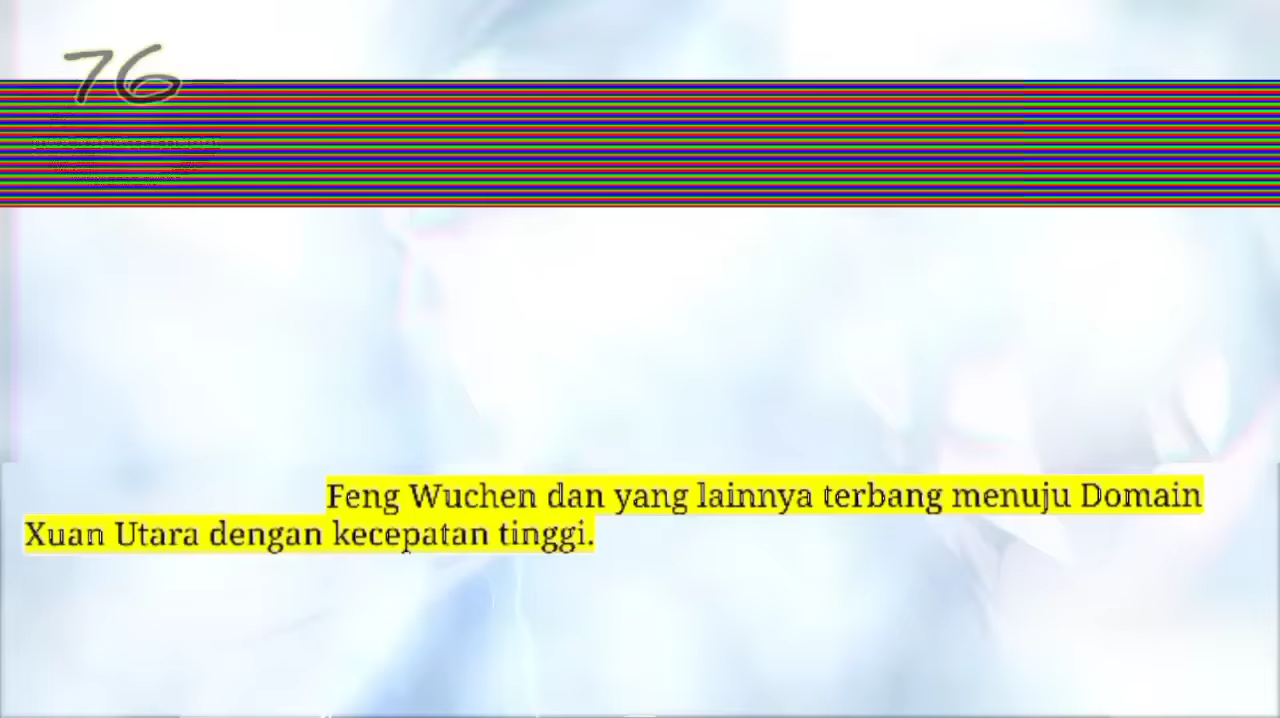 76
Feng Wuchen dan yang lainnya terbang menuju Domain
Xuan Utara dengan kecepatan tinggi.